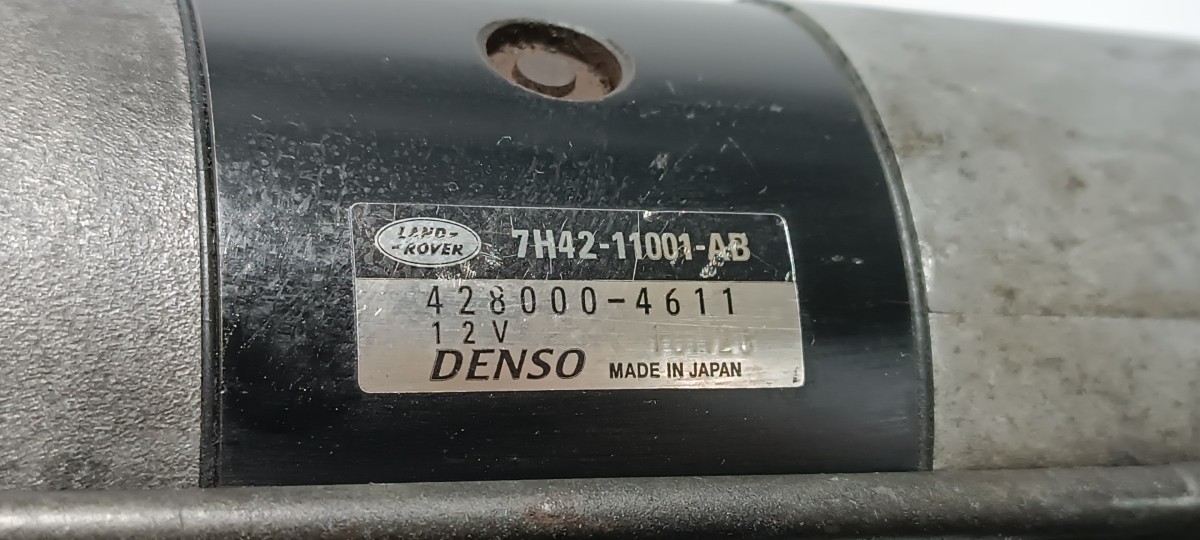 LAND-
-ROVER
7H42-11001-AB
428000-4611
12V
DENSO MADE IN JAPAN